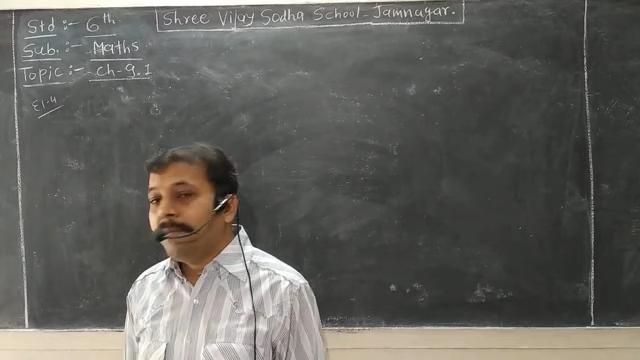 Shree Vijay Sodha School - Jamnagar.
Std :- 6th
Sub. :- Maths
Topic :- Ch-9.1